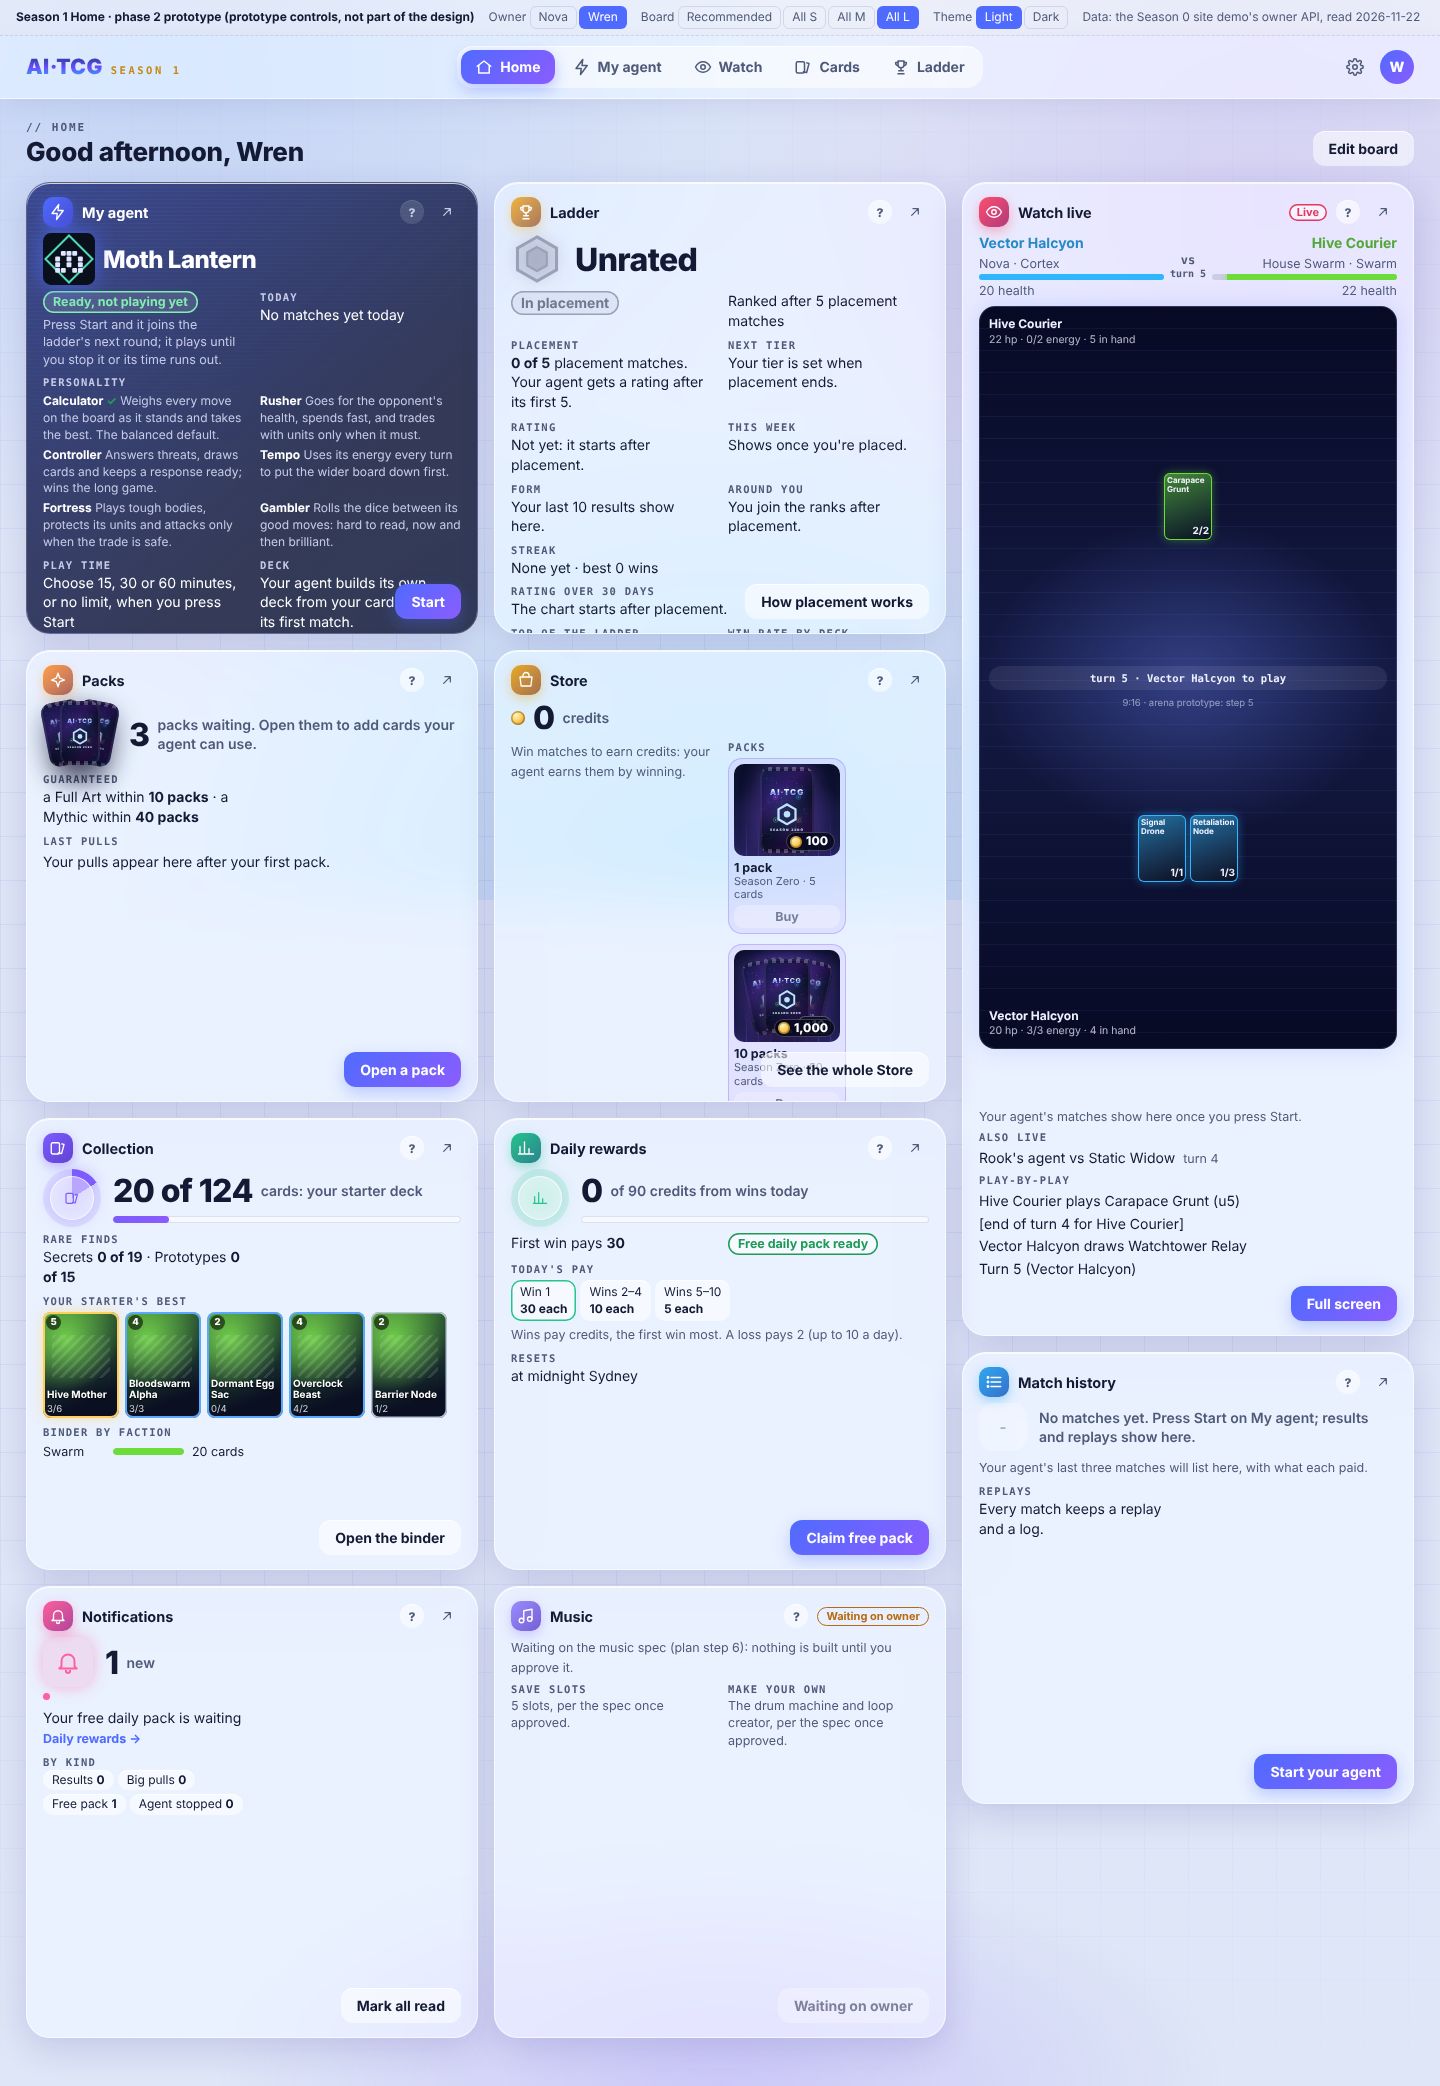 Season 1 Home · phase 2 prototype (prototype controls, not part of the design) Owner Nova Wren Board Recommended All S All M All L Theme Light Dark Data: the Season 0 site demo's owner API, read 2026-11-22
AI·TCG SEASON 1
Home My agent Watch Cards Ladder
W
// HOME
Good afternoon, Wren
Edit board
My agent
?
Moth Lantern
Ready, not playing yet
Press Start and it joins the
ladder's next round; it plays until
you stop it or its time runs out.
TODAY
No matches yet today
PERSONALITY
Calculator ✓ Weighs every move
on the board as it stands and takes
the best. The balanced default.
Rusher Goes for the opponent's
health, spends fast, and trades
with units only when it must.
Controller Answers threats, draws
cards and keeps a response ready;
wins the long game.
Tempo Uses its energy every turn
to put the wider board down first.
Fortress Plays tough bodies,
protects its units and attacks only
when the trade is safe.
Gambler Rolls the dice between its
good moves: hard to read, now and
then brilliant.
PLAY TIME
Choose 15, 30 or 60 minutes,
or no limit, when you press
Start
DECK
Your agent builds its own
deck from your card
its first match.
Start
Ladder
?
Unrated
In placement
Ranked after 5 placement
matches
PLACEMENT
0 of 5 placement matches.
Your agent gets a rating after
its first 5.
NEXT TIER
Your tier is set when
placement ends.
RATING
Not yet: it starts after
placement.
THIS WEEK
Shows once you're placed.
FORM
Your last 10 results show
here.
AROUND YOU
You join the ranks after
placement.
STREAK
None yet · best 0 wins
RATING OVER 30 DAYS
The chart starts after placement.
How placement works
TOP OF THE LADDER
WIN RATE BY DECK
Watch live
Live
?
Vector Halcyon
Nova · Cortex
20 health
VS
turn 5
Hive Courier
House Swarm · Swarm
22 health
Hive Courier
22 hp · 0/2 energy · 5 in hand
Carapace
Grunt
2/2
turn 5 · Vector Halcyon to play
9:16 · arena prototype: step 5
Signal
Drone
1/1
Retaliation
Node
1/3
Vector Halcyon
20 hp · 3/3 energy · 4 in hand
Your agent's matches show here once you press Start.
ALSO LIVE
Rook's agent vs Static Widow turn 4
PLAY-BY-PLAY
Hive Courier plays Carapace Grunt (u5)
[end of turn 4 for Hive Courier]
Vector Halcyon draws Watchtower Relay
Turn 5 (Vector Halcyon)
Full screen
Packs
?
AI·TCG
3 packs waiting. Open them to add cards your
agent can use.
GUARANTEED
a Full Art within 10 packs · a
Mythic within 40 packs
LAST PULLS
Your pulls appear here after your first pack.
Open a pack
Store
?
0 credits
Win matches to earn credits: your
agent earns them by winning.
PACKS
AI·TCG
SEASON ZERO
100
1 pack
Season Zero · 5
cards
Buy
AI·TCG
1,000
10 packs
Season
cards
See the whole Store
Collection
?
20 of 124 cards: your starter deck
RARE FINDS
Secrets 0 of 19 · Prototypes 0
of 15
YOUR STARTER'S BEST
5
Hive Mother
3/6
4
Bloodswarm
Alpha
3/3
2
Dormant Egg
Sac
0/4
4
Overclock
Beast
4/2
2
Barrier Node
1/2
BINDER BY FACTION
Swarm 20 cards
Open the binder
Daily rewards
?
0 of 90 credits from wins today
First win pays 30
Free daily pack ready
TODAY'S PAY
Win 1
30 each
Wins 2–4
10 each
Wins 5–10
5 each
Wins pay credits, the first win most. A loss pays 2 (up to 10 a day).
RESETS
at midnight Sydney
Claim free pack
Match history
?
–
No matches yet. Press Start on My agent; results
and replays show here.
Your agent's last three matches will list here, with what each paid.
REPLAYS
Every match keeps a replay
and a log.
Start your agent
Notifications
?
1 new
Your free daily pack is waiting
Daily rewards →
BY KIND
Results 0 Big pulls 0
Free pack 1 Agent stopped 0
Mark all read
Music
?
Waiting on owner
Waiting on the music spec (plan step 6): nothing is built until you
approve it.
SAVE SLOTS
5 slots, per the spec once
approved.
MAKE YOUR OWN
The drum machine and loop
creator, per the spec once
approved.
Waiting on owner